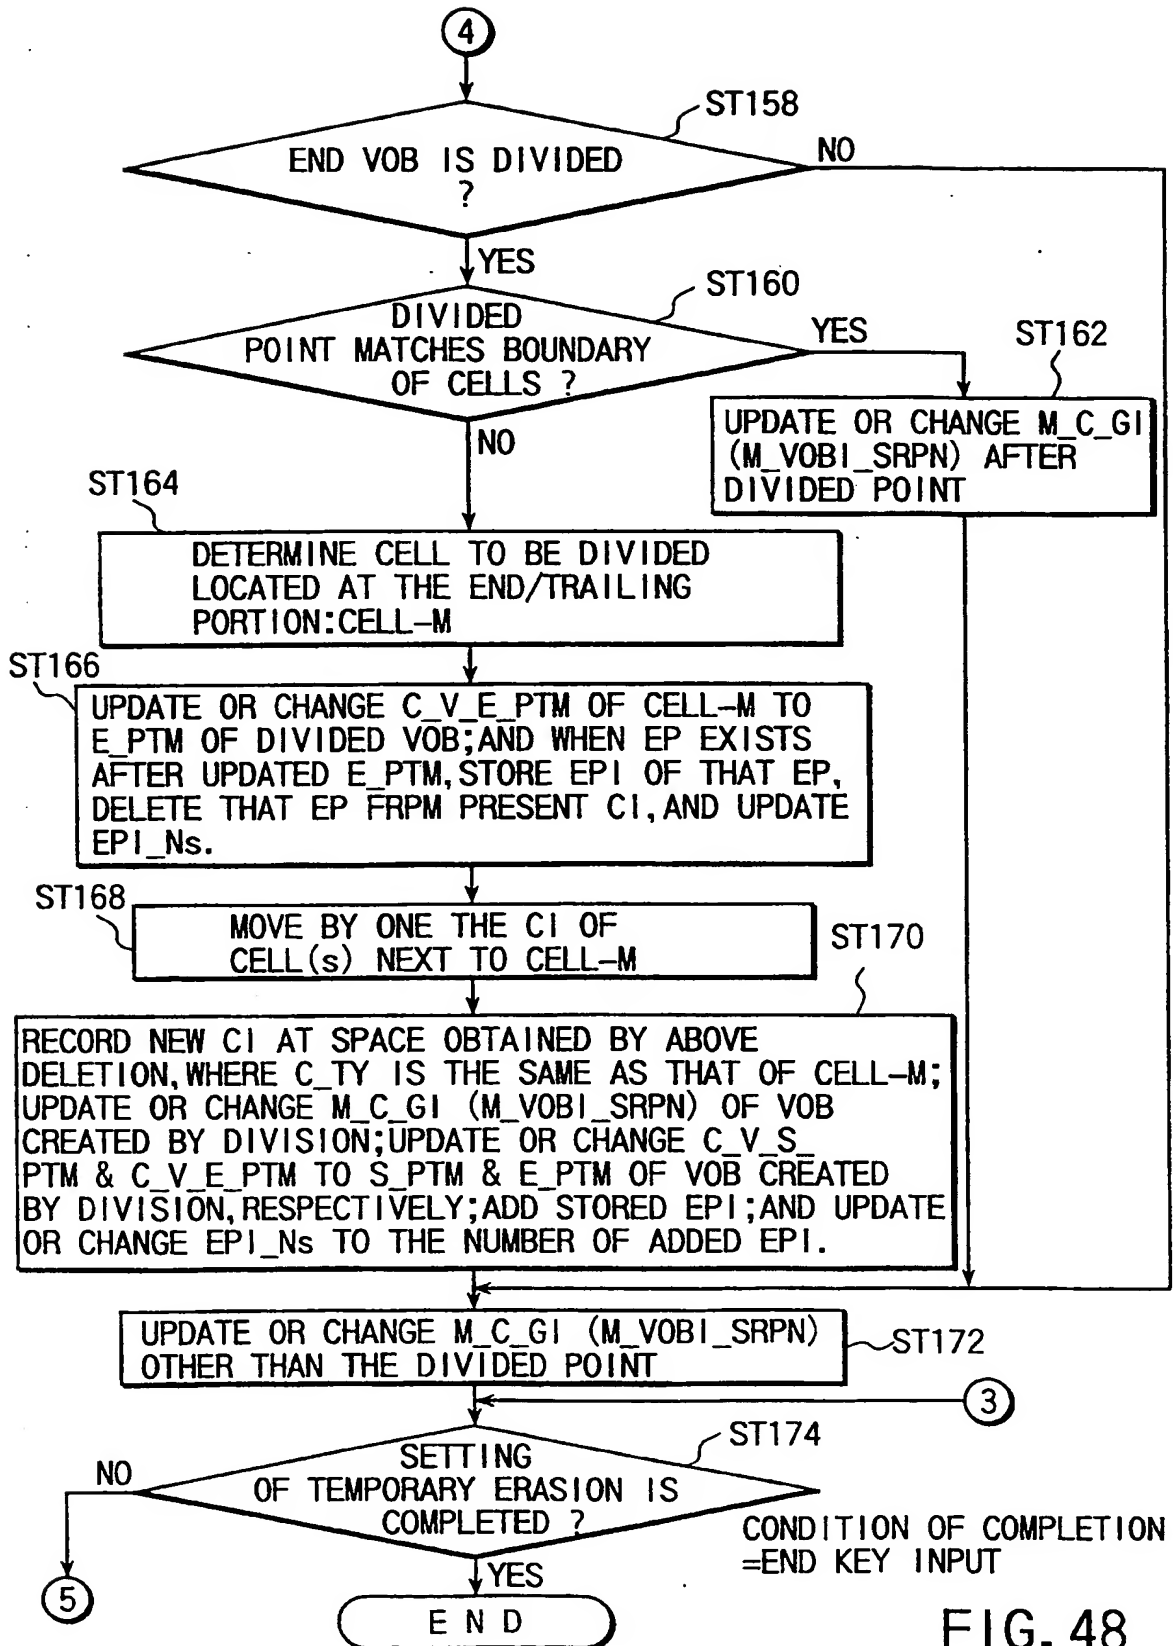 4
ST158
END VOB IS DIVIDED
?
NO
YES
ST160
DIVIDED
POINT MATCHES BOUNDARY
OF CELLS ?
YES
ST162
UPDATE OR CHANGE M_C_GI
(M_VOBI_SRPN) AFTER
DIVIDED POINT
NO
ST164
DETERMINE CELL TO BE DIVIDED
LOCATED AT THE END/TRAILING
PORTION:CELL-M
ST166
UPDATE OR CHANGE C_V_E_PTM OF CELL-M TO
E_PTM OF DIVIDED VOB;AND WHEN EP EXISTS
AFTER UPDATED E_PTM,STORE EPI OF THAT EP,
DELETE THAT EP FRPM PRESENT CI,AND UPDATE
EPI_Ns.
ST168
MOVE BY ONE THE CI OF
CELL(s) NEXT TO CELL-M
ST170
RECORD NEW CI AT SPACE OBTAINED BY ABOVE
DELETION,WHERE C_TY IS THE SAME AS THAT OF CELL-M;
UPDATE OR CHANGE M_C_GI (M_VOBI_SRPN) OF VOB
CREATED BY DIVISION;UPDATE OR CHANGE C_V_S_
PTM & C_V_E_PTM TO S_PTM & E_PTM OF VOB CREATED
BY DIVISION,RESPECTIVELY;ADD STORED EPI;AND UPDATE
OR CHANGE EPI_Ns TO THE NUMBER OF ADDED EPI.
UPDATE OR CHANGE M_C_GI (M_VOBI_SRPN)
OTHER THAN THE DIVIDED POINT
ST172
3
ST174
SETTING
OF TEMPORARY ERASION IS
COMPLETED ?
NO
CONDITION OF COMPLETION
=END KEY INPUT
5
YES
END
FIG. 48